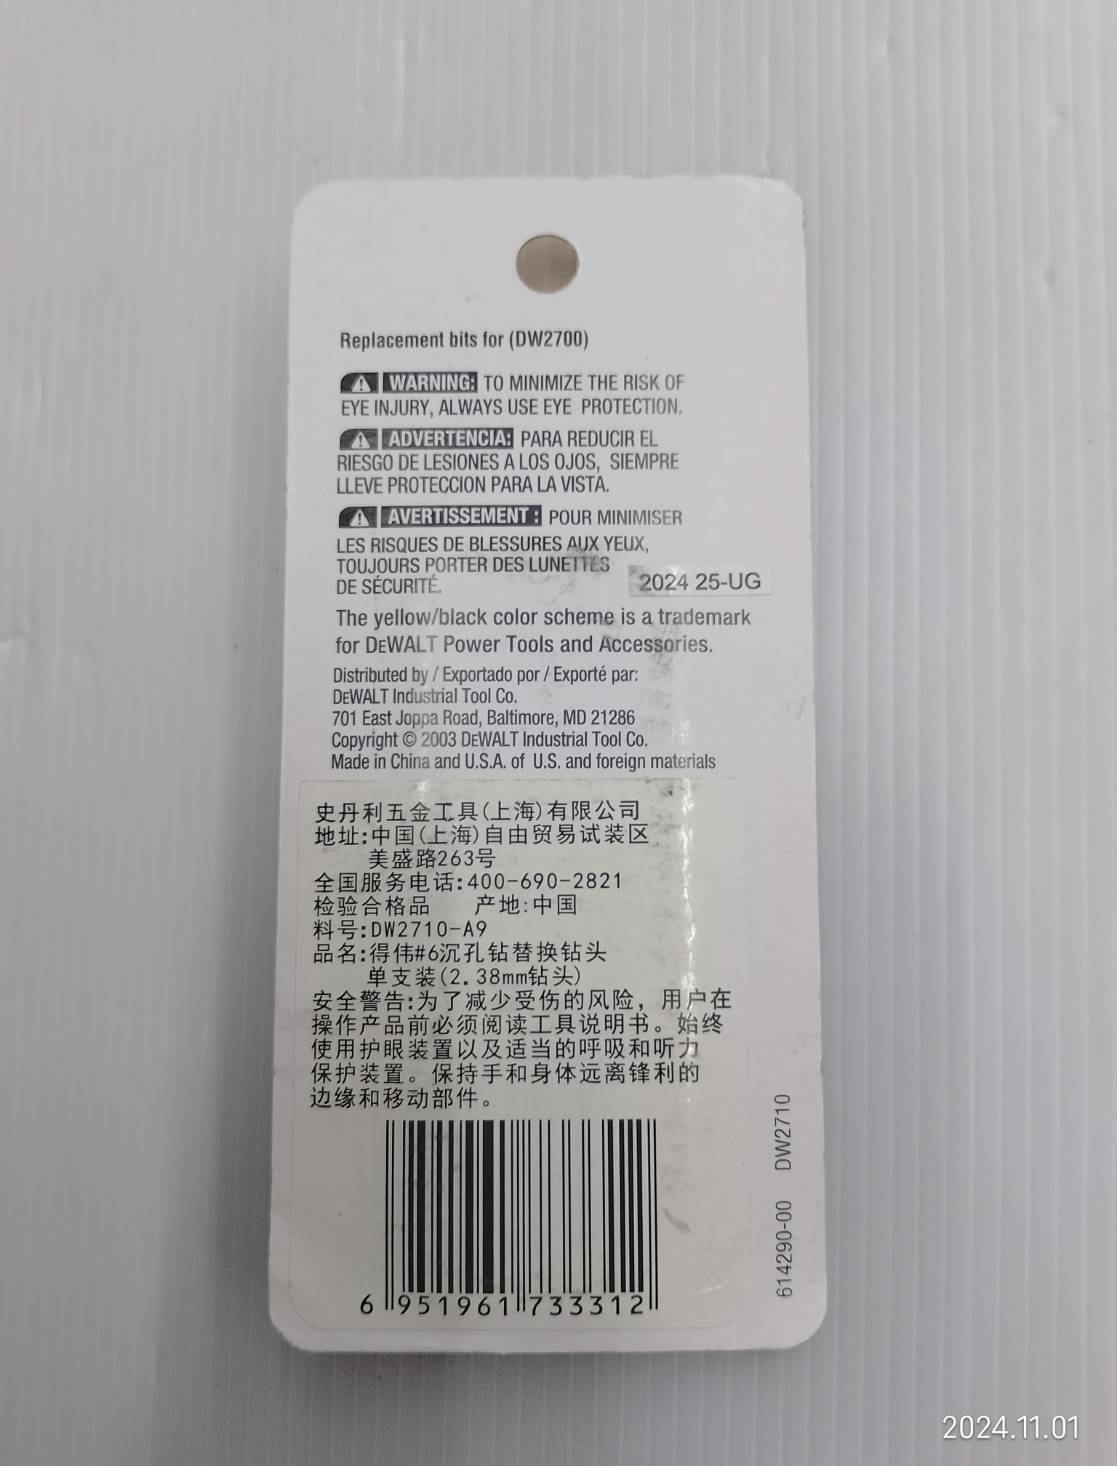 Replacement bits for (DW2700)
WARNING: TO MINIMIZE THE RISK OF
EYE INJURY, ALWAYS USE EYE PROTECTION.
ADVERTENCIA: PARA REDUCIR EL
RIESGO DE LESIONES A LOS OJOS, SIEMPRE
LLEVE PROTECCION PARA LA VISTA.
AVERTISSEMENT: POUR MINIMISER
LES RISQUES DE BLESSURES AUX YEUX,
TOUJOURS PORTER DES LUNETTES
DE SÉCURITÉ.
2024 25-UG
The yellow/black color scheme is a trademark
for DEWALT Power Tools and Accessories.
Distributed by / Exportado por / Exporté par:
DEWALT Industrial Tool Co.
701 East Joppa Road, Baltimore, MD 21286
Copyright © 2003 DEWALT Industrial Tool Co.
Made in China and U.S.A. of U.S. and foreign materials
史丹利五金工具(上海)有限公司
地址:中国(上海)自由贸易试装区
美盛路263号
全国服务电话:400-690-2821
检验合格品 产地:中国
料号:DW2710-A9
品名:得伟#6沉孔钻替换钻头
单支装(2.38mm钻头)
安全警告:为了减少受伤的风险，用户在
操作产品前必须阅读工具说明书。始终
使用护眼装置以及适当的呼吸和听力
保护装置。保持手和身体远离锋利的
边缘和移动部件。
6 951961 733312
614290-00 DW2710
2024.11.01